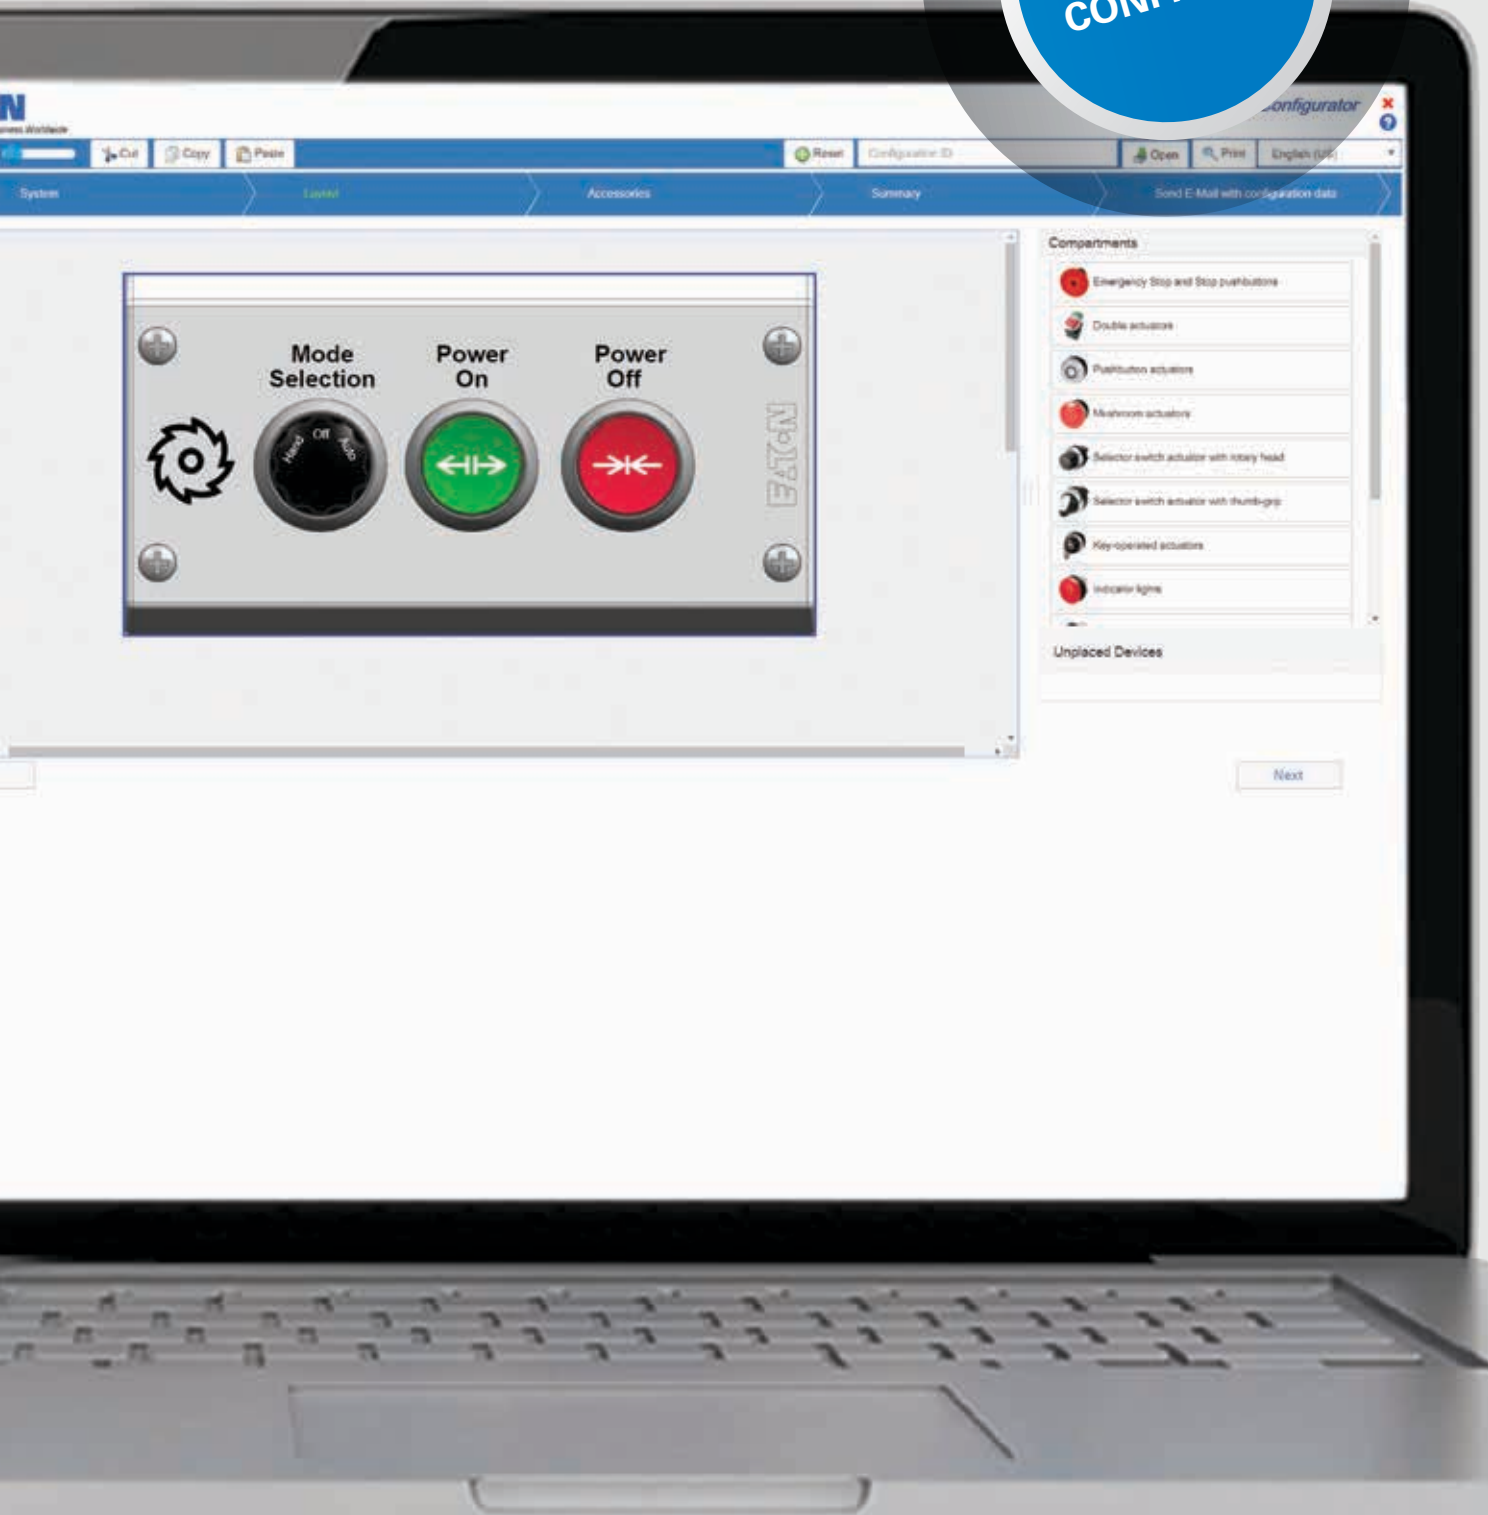 Configurator
Cut
Copy
Paste
Reset
Configuration ID
Open
Print
English (US)
System
Layout
Accessories
Summary
Send E-Mail with configuration data
Mode
Selection
Power
On
Power
Off
Hand
Off
Auto
EATON
Compartments
Emergency Stop and Stop pushbuttons
Double actuators
Pushbutton actuators
Mushroom actuators
Selector switch actuator with rotary head
Selector switch actuator with thumb-grip
Key-operated actuators
Indicator lights
Unplaced Devices
Next